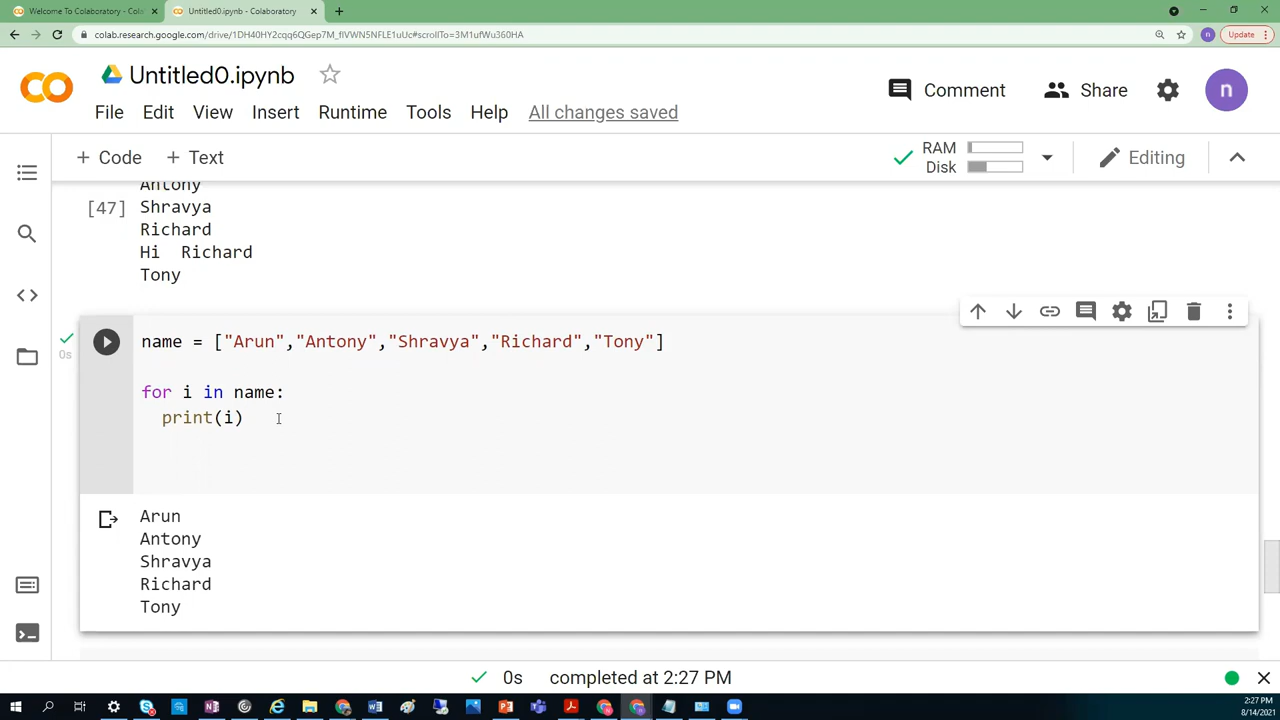 Welcome To Colaboratory - Col
Untitled0.ipynb - Colaboratory
colab.research.google.com/drive/1DH40HY2cqq6QGep7M_flVWN5NFLE1uUc#scrollTo=3M1ufWu360HA
n
Update
Untitled0.ipynb
File Edit View Insert Runtime Tools Help All changes saved
Comment
Share
n
+ Code + Text
RAM
Disk
Editing
Antony
[47] Shravya
Richard
Hi  Richard
Tony
0s
name = ["Arun","Antony","Shravya","Richard","Tony"]
for i in name:
  print(i)
Arun
Antony
Shravya
Richard
Tony
0s completed at 2:27 PM
2:27 PM
8/14/2021